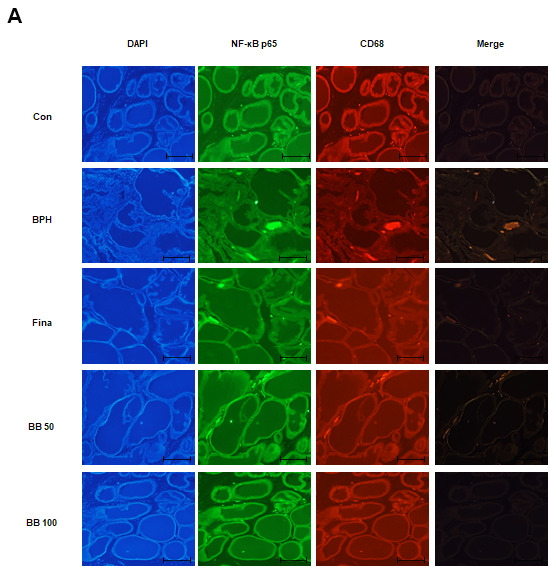 A
DAPI NF-κB p65 CD68 Merge
Con
BPH
Fina
BB 50
BB 100